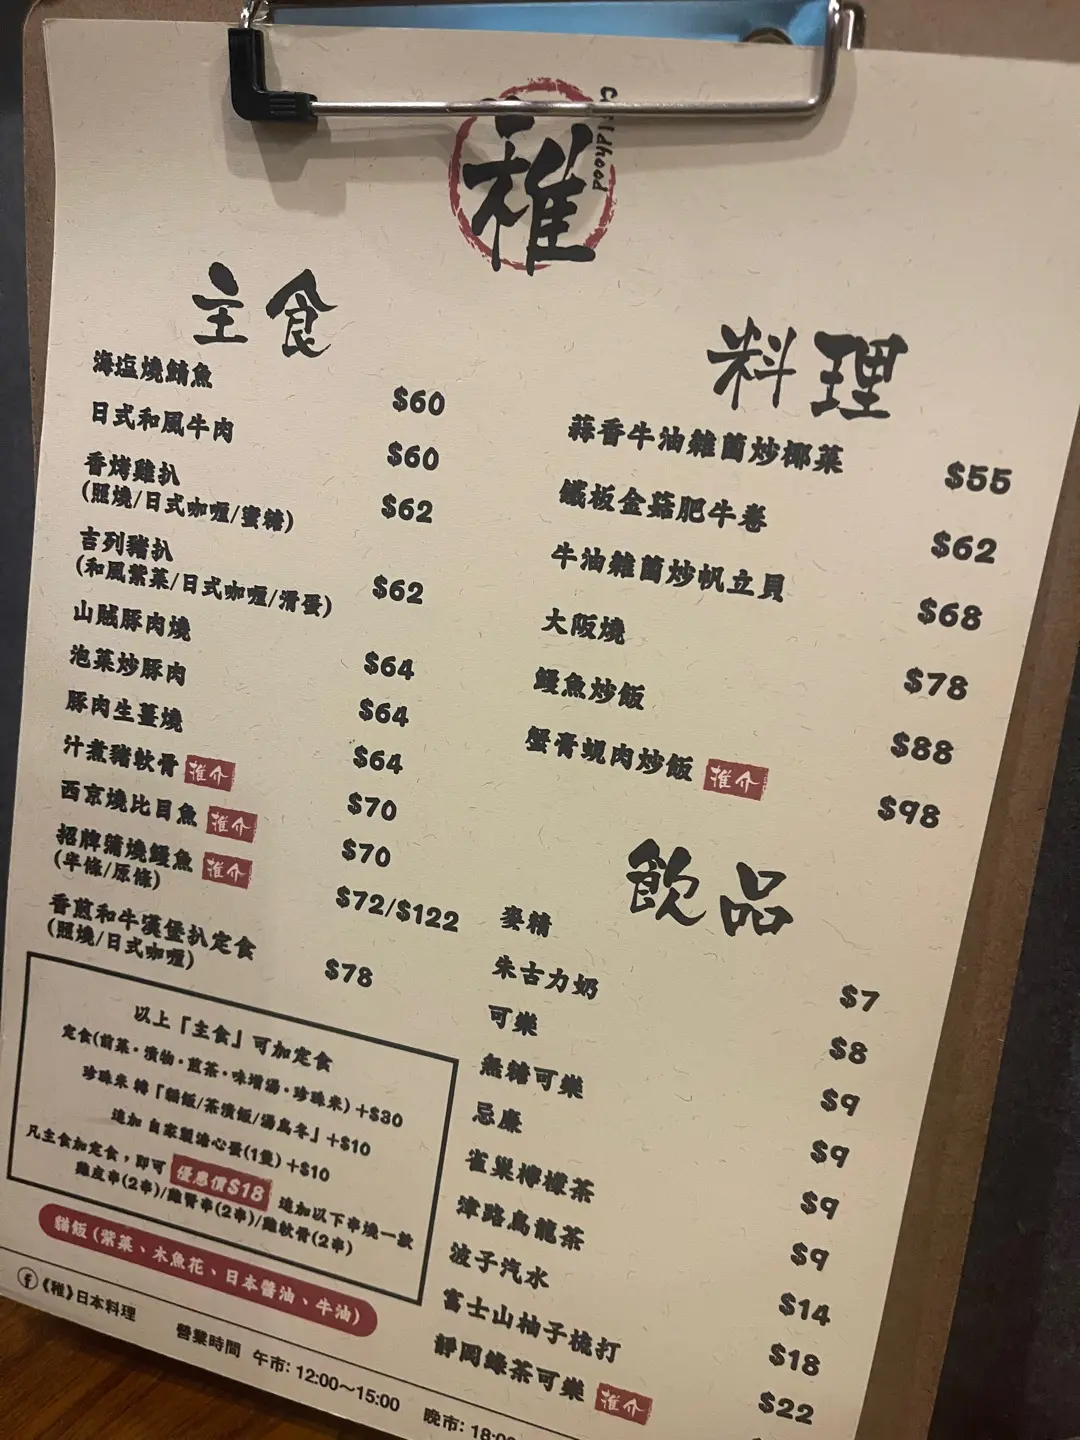 稚
Childhood
主食
海塩燒鯖魚 $60
日式和風牛肉 $60
香烤雞扒 $62
(照燒/日式咖喱/蜜糖)
吉列豬扒 $62
(和風紫菜/日式咖喱/滑蛋)
山賊豚肉燒 $64
泡菜炒豚肉 $64
豚肉生薑燒 $64
汁煮豬軟骨 推介 $70
西京燒比目魚 推介 $70
招牌蒲燒鰻魚 推介 $72/$122
(半條/原條)
香煎和牛漢堡扒定食 $78
(照燒/日式咖喱)
以上「主食」可加定食
定食(前菜·漬物·煎茶·味增湯·珍珠米) +$30
珍珠米 轉「貓飯/茶漬飯/湯烏冬」+$10
追加 自家製溏心蛋(1隻) +$10
凡主食加定食，即可 優惠價$18 追加以下串燒一款
雞皮串(2串)/雞腎串(2串)/雞軟骨(2串)
貓飯 (紫菜、木魚花、日本醬油、牛油)
料理
蒜香牛油雜菌炒椰菜 $55
鐵板金菇肥牛卷 $62
牛油雜菌炒帆立貝 $68
大阪燒 $78
鰻魚炒飯 $88
蟹膏蜆肉炒飯 推介 $98
飲品
麥精 $7
朱古力奶 $8
可樂 $9
無糖可樂 $9
忌廉 $9
雀巢檸檬茶 $9
津路烏龍茶 $14
波子汽水 $18
富士山柚子梳打 $22
靜岡綠茶可樂 推介
《稚》日本料理
營業時間 午市: 12:00～15:00 晚市: 18:00